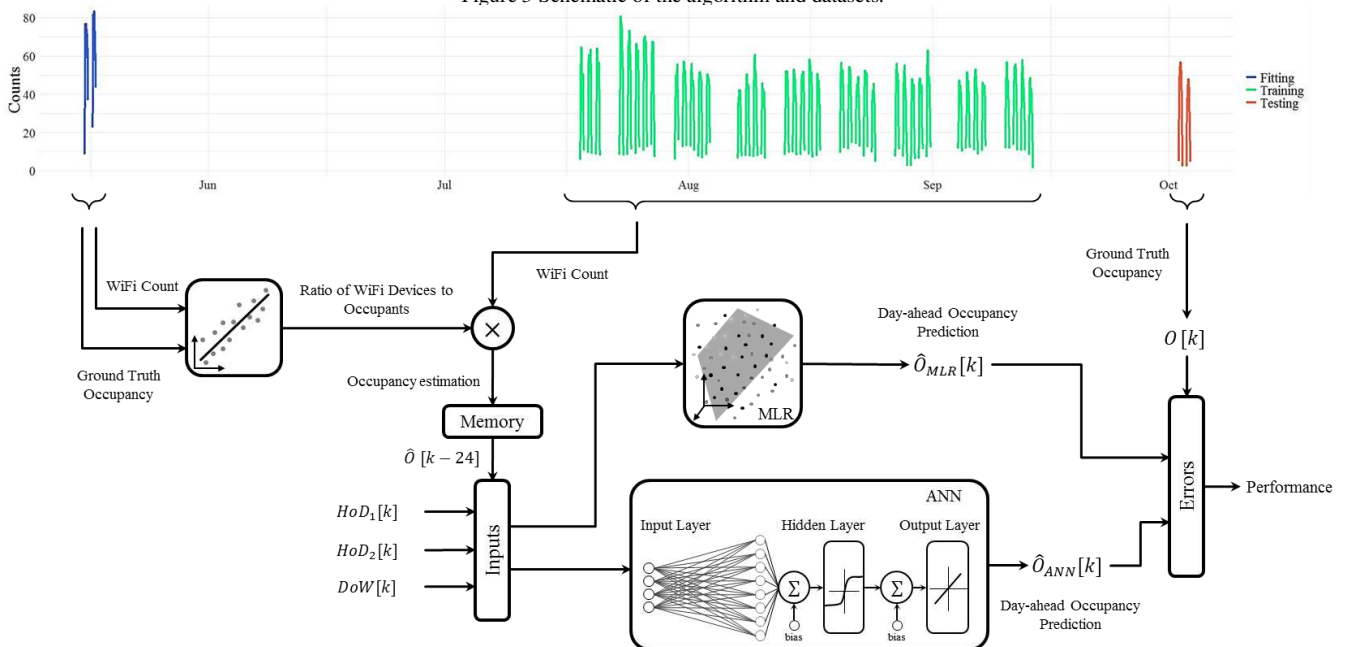 Figure 3 Schematic of the algorithm and datasets.
Counts
80
60
40
20
0
Jun
Jul
Aug
Sep
Oct
Fitting
Training
Testing
WiFi Count
Ground Truth
Occupancy
Ratio of WiFi Devices to
Occupants
WiFi Count
×
Occupancy estimation
Memory
Ô [k − 24]
HoD₁[k]
HoD₂[k]
DoW[k]
Inputs
MLR
Day-ahead Occupancy
Prediction
Ô_MLR[k]
Ground Truth
Occupancy
O[k]
ANN
Input Layer
Hidden Layer
Output Layer
Σ
bias
Σ
bias
Ô_ANN[k]
Day-ahead Occupancy
Prediction
Errors
Performance